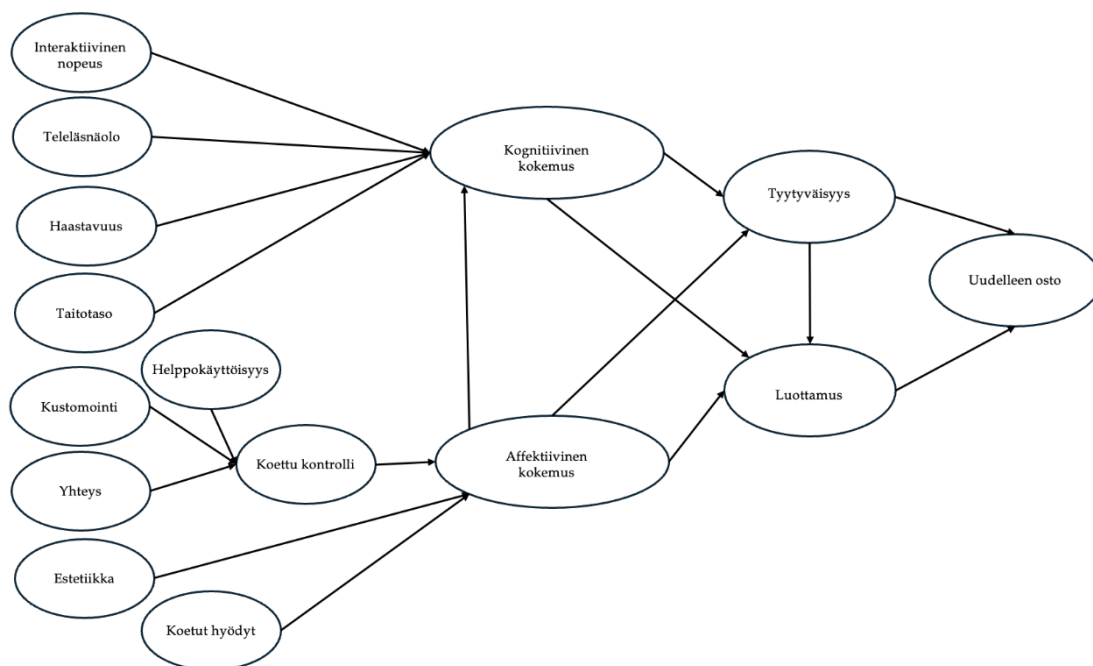 Interaktiivinen
nopeus
Teleläsnäolo
Haastavuus
Taitotaso
Helppokäyttöisyys
Kustomointi
Yhteys
Koettu kontrolli
Estetiikka
Koetut hyödyt
Kognitiivinen
kokemus
Affektiivinen
kokemus
Tyytyväisyys
Luottamus
Uudelleen osto